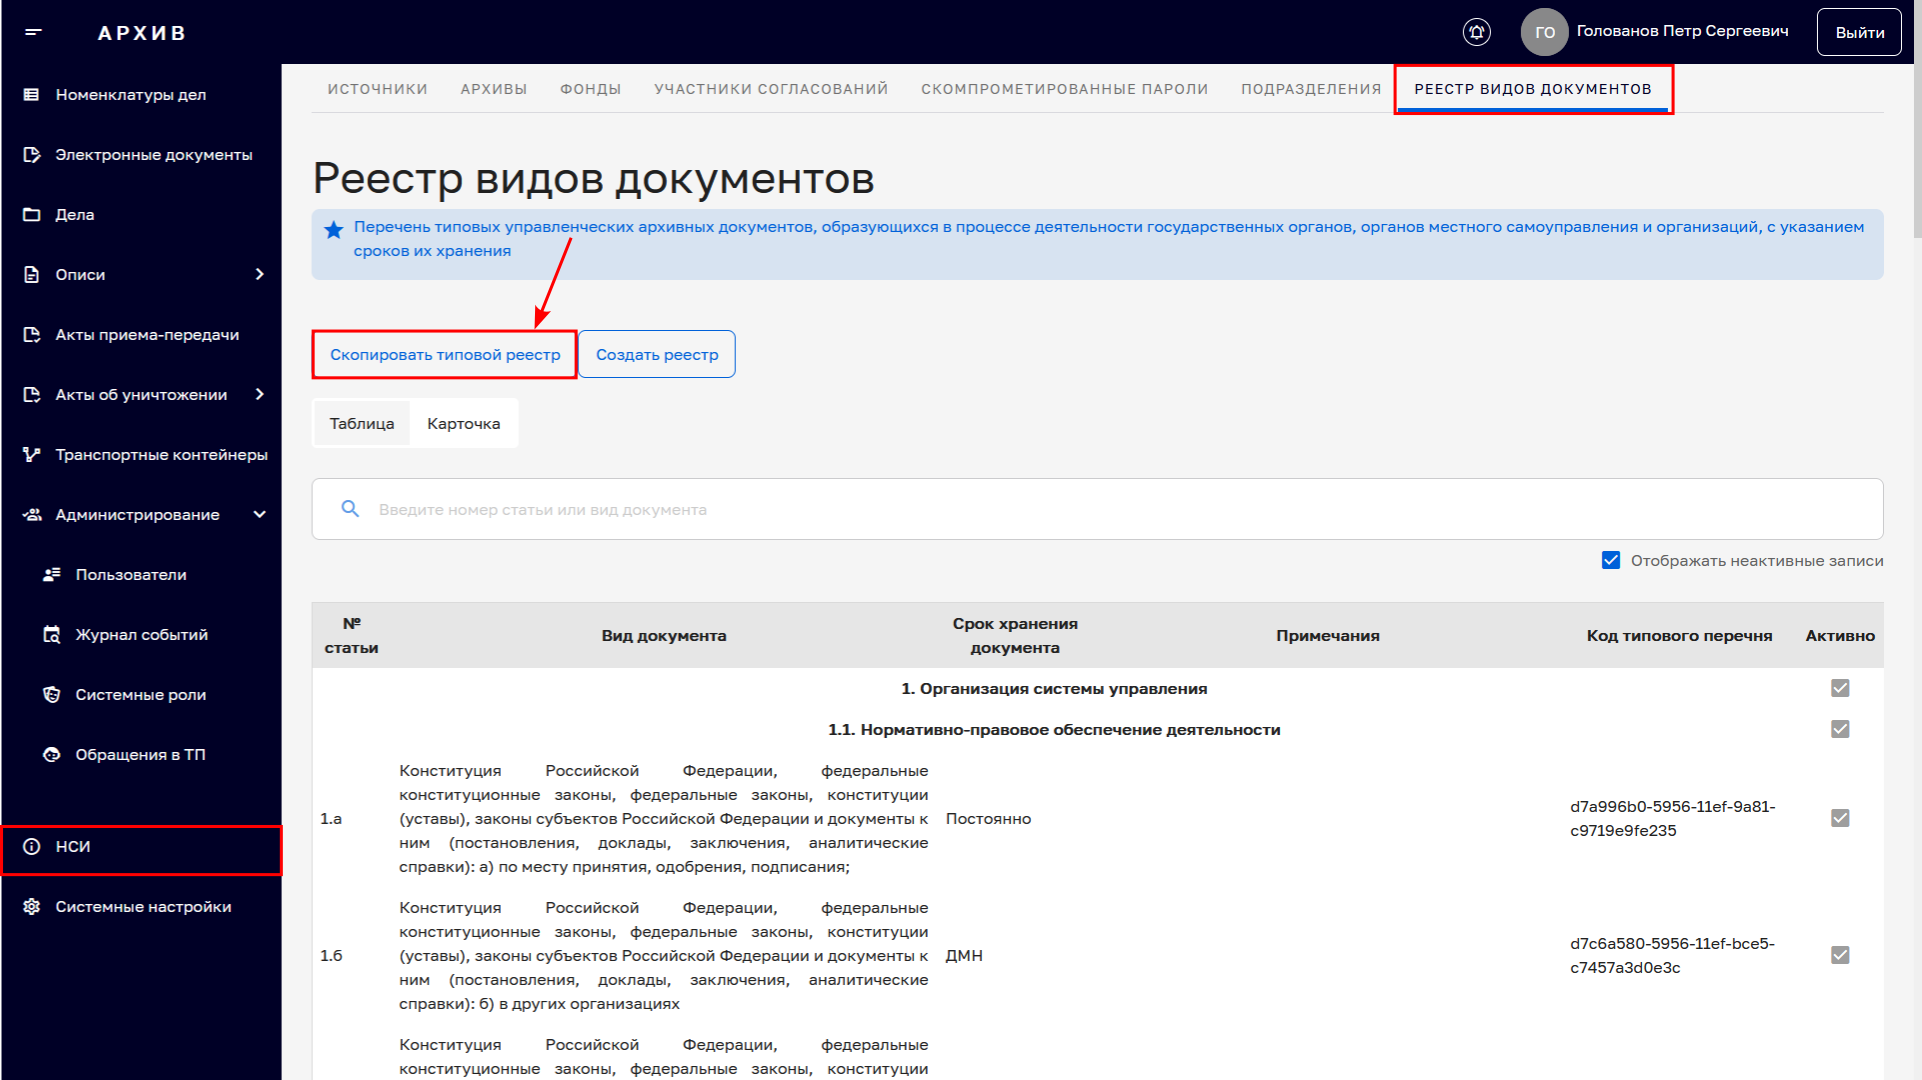 АРХИВ
ГО
Голованов Петр Сергеевич
Выйти
Номенклатуры дел
Электронные документы
Дела
Описи
Акты приема-передачи
Акты об уничтожении
Транспортные контейнеры
Администрирование
Пользователи
Журнал событий
Системные роли
Обращения в ТП
НСИ
Системные настройки
ИСТОЧНИКИ
АРХИВЫ
ФОНДЫ
УЧАСТНИКИ СОГЛАСОВАНИЙ
СКОМПРОМЕТИРОВАННЫЕ ПАРОЛИ
ПОДРАЗДЕЛЕНИЯ
РЕЕСТР ВИДОВ ДОКУМЕНТОВ
Реестр видов документов
Перечень типовых управленческих архивных документов, образующихся в процессе деятельности государственных органов, органов местного самоуправления и организаций, с указанием
сроков их хранения
Скопировать типовой реестр
Создать реестр
Таблица
Карточка
Введите номер статьи или вид документа
Отображать неактивные записи
№
статьи
Вид документа
Срок хранения
документа
Примечания
Код типового перечня
Активно
1. Организация системы управления
1.1. Нормативно-правовое обеспечение деятельности
1.а
Конституция Российской Федерации, федеральные
конституционные законы, федеральные законы, конституции
(уставы), законы субъектов Российской Федерации и документы к
ним (постановления, доклады, заключения, аналитические
справки): а) по месту принятия, одобрения, подписания;
Постоянно
d7a996b0-5956-11ef-9a81-
c9719e9fe235
1.б
Конституция Российской Федерации, федеральные
конституционные законы, федеральные законы, конституции
(уставы), законы субъектов Российской Федерации и документы к
ним (постановления, доклады, заключения, аналитические
справки): б) в других организациях
ДМН
d7c6a580-5956-11ef-bce5-
c7457a3d0e3c
Конституция Российской Федерации, федеральные
конституционные законы, федеральные законы, конституции